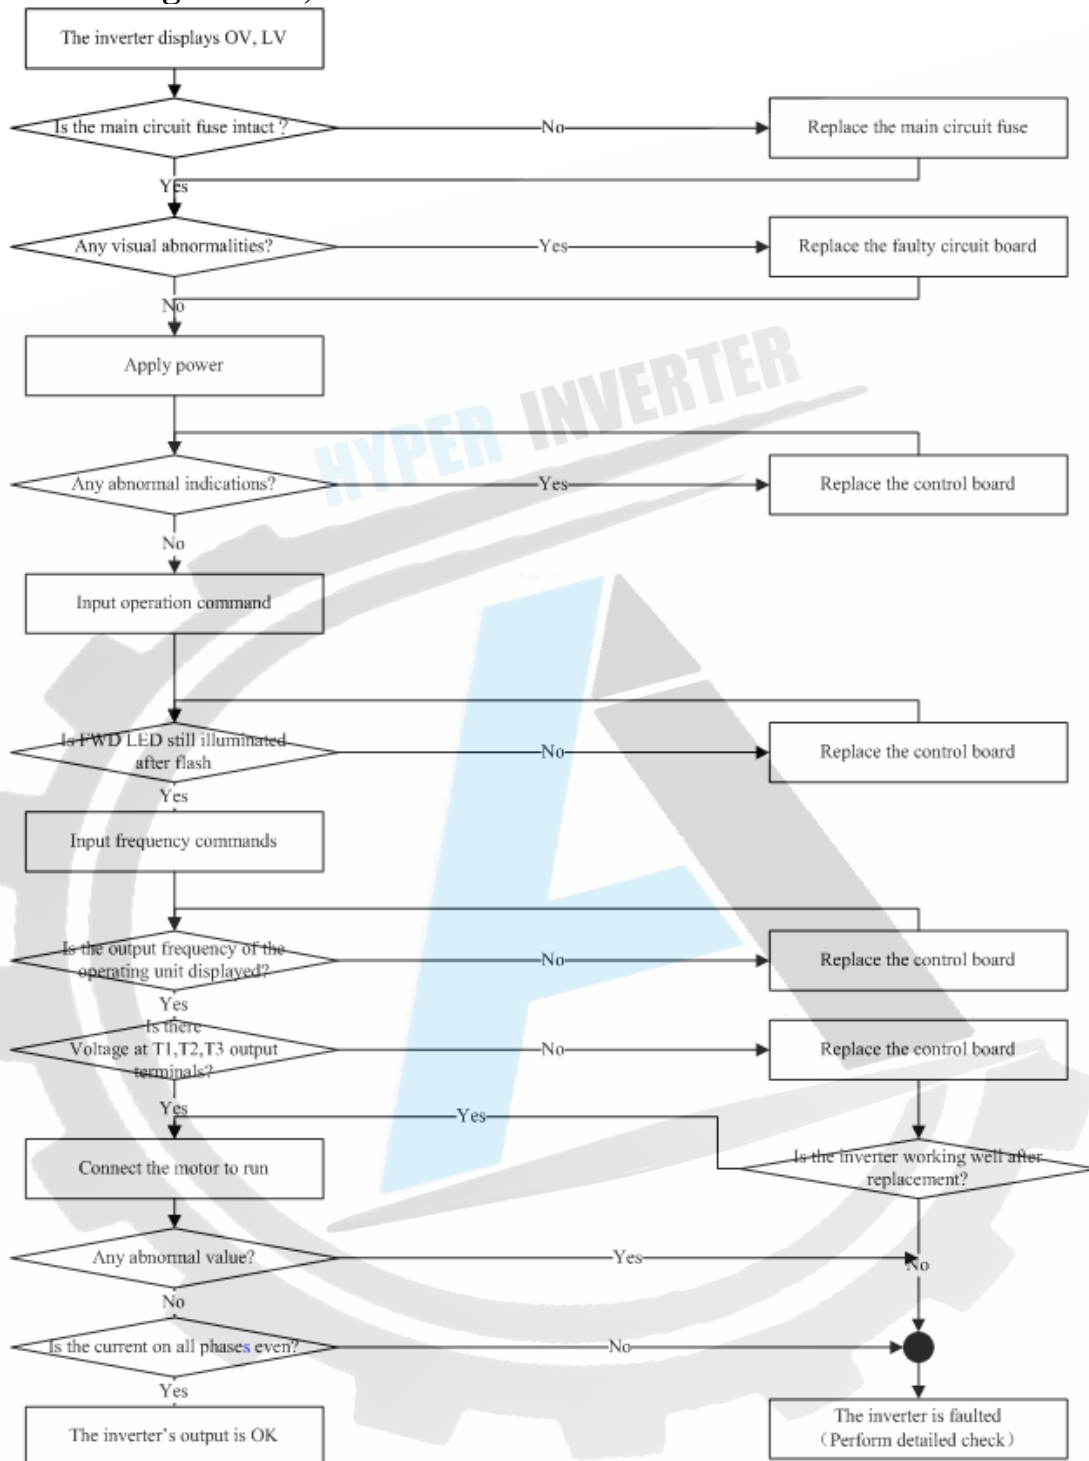 The inverter displays OV, LV
Is the main circuit fuse intact ?
No
Replace the main circuit fuse
Yes
Any visual abnormalities?
Yes
Replace the faulty circuit board
No
Apply power
HYPER INVERTER
Any abnormal indications?
Yes
Replace the control board
No
Input operation command
Is FWD LED still illuminated
after flash
No
Replace the control board
Yes
Input frequency commands
Is the output frequency of the
operating unit displayed?
No
Replace the control board
Yes
Is there
Voltage at T1,T2,T3 output
terminals?
No
Replace the control board
Yes
Yes
Connect the motor to run
Is the inverter working well after
replacement?
Any abnormal value?
Yes
No
No
Is the current on all phases even?
No
Yes
The inverter's output is OK
The inverter is faulted
(Perform detailed check)